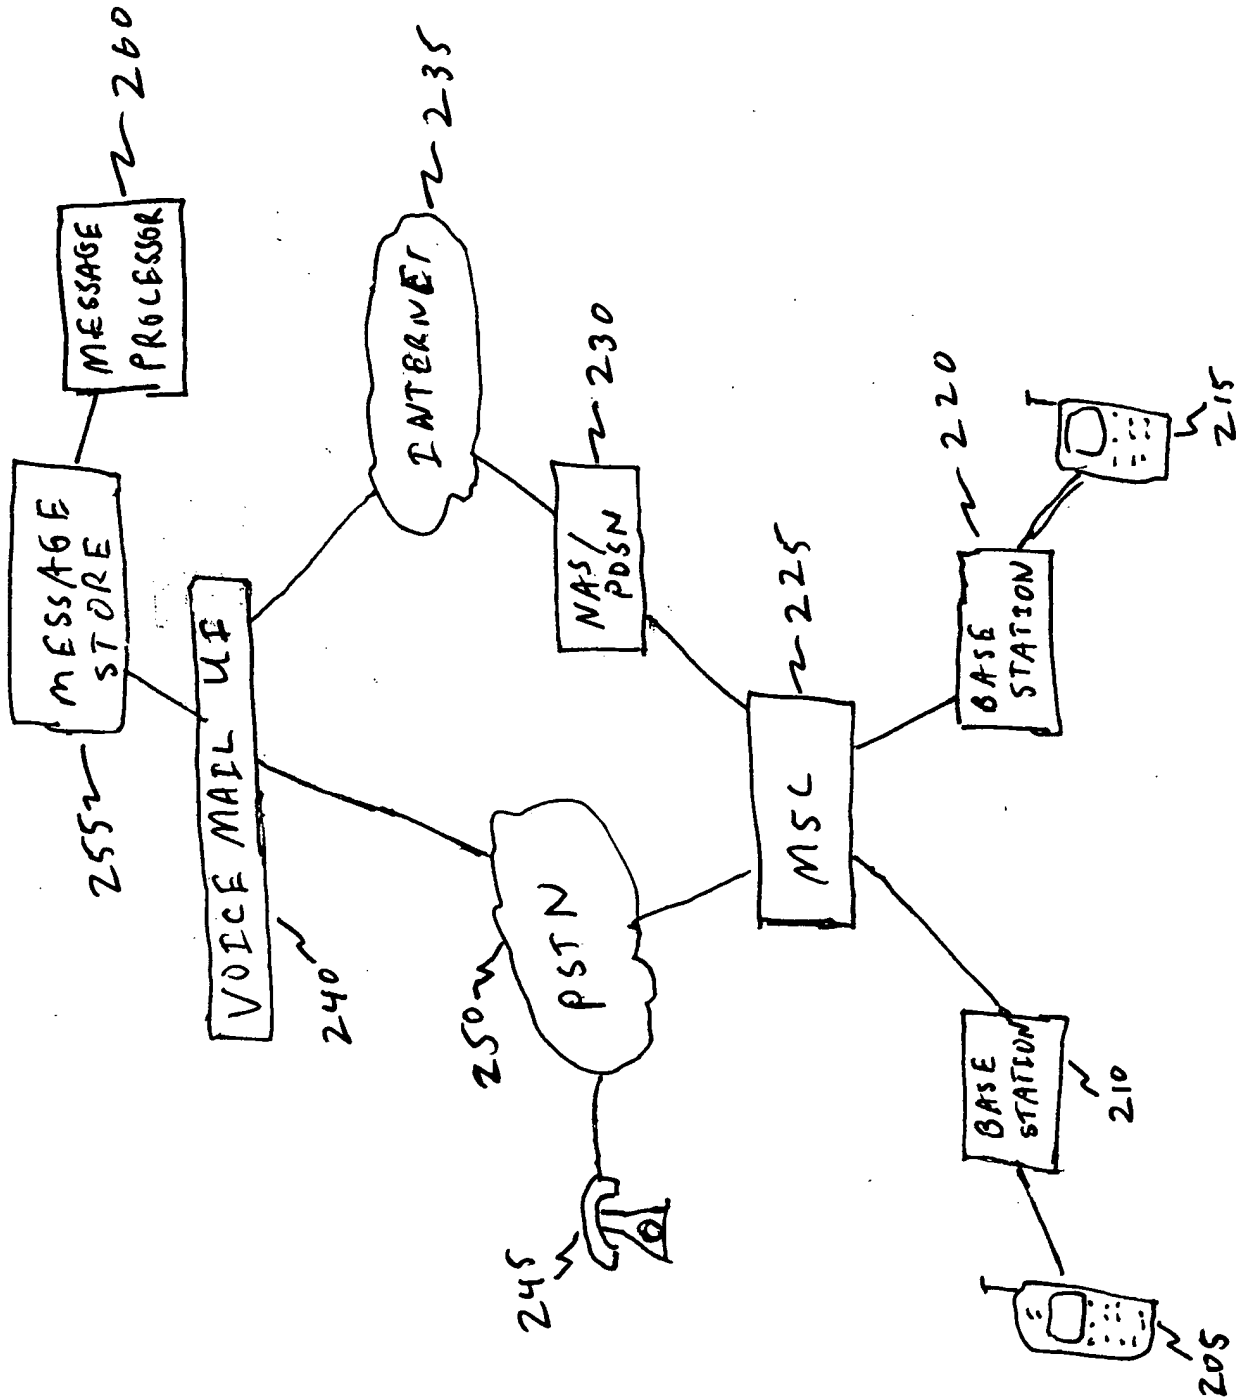 MESSAGE
STORE
255
MESSAGE
PROCESSOR
260
VOICE MAIL UI
240
INTERNET
235
PSTN
250
245
NAS/
PDSN
230
MSC
225
BASE
STATION
210
BASE
STATION
220
205
215